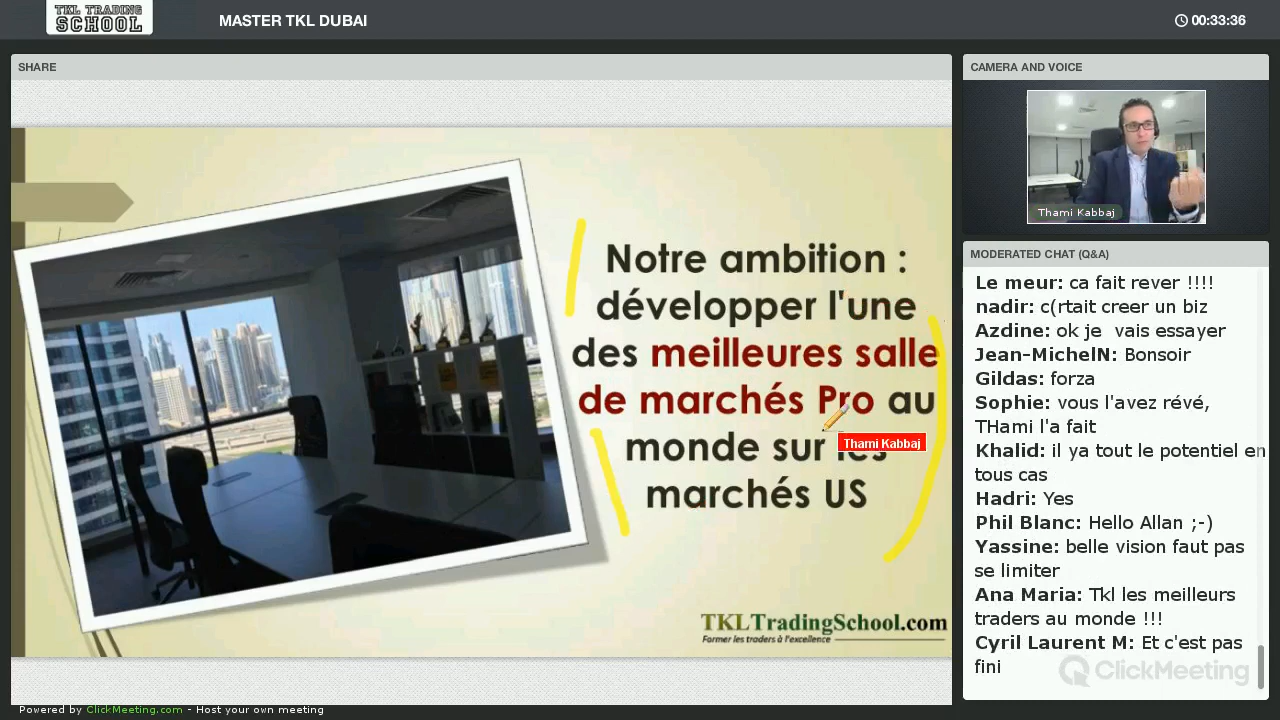 TKL TRADING
SCHOOL
MASTER TKL DUBAI
00:33:36
SHARE
Notre ambition :
développer l'une
des meilleures salle
de marchés Pro au
monde sur les
marchés US
Thami Kabbaj
TKLTradingSchool.com
Former les traders à l'excellence
CAMERA AND VOICE
Thami Kabbaj
MODERATED CHAT (Q&A)
Le meur: ca fait rever !!!!
nadir: c(rtait creer un biz
Azdine: ok je vais essayer
Jean-MichelN: Bonsoir
Gildas: forza
Sophie: vous l'avez révé,
THami l'a fait
Khalid: il ya tout le potentiel en
tous cas
Hadri: Yes
Phil Blanc: Hello Allan ;-)
Yassine: belle vision faut pas
se limiter
Ana Maria: Tkl les meilleurs
traders au monde !!!
Cyril Laurent M: Et c'est pas
fini
ClickMeeting
Powered by ClickMeeting.com - Host your own meeting